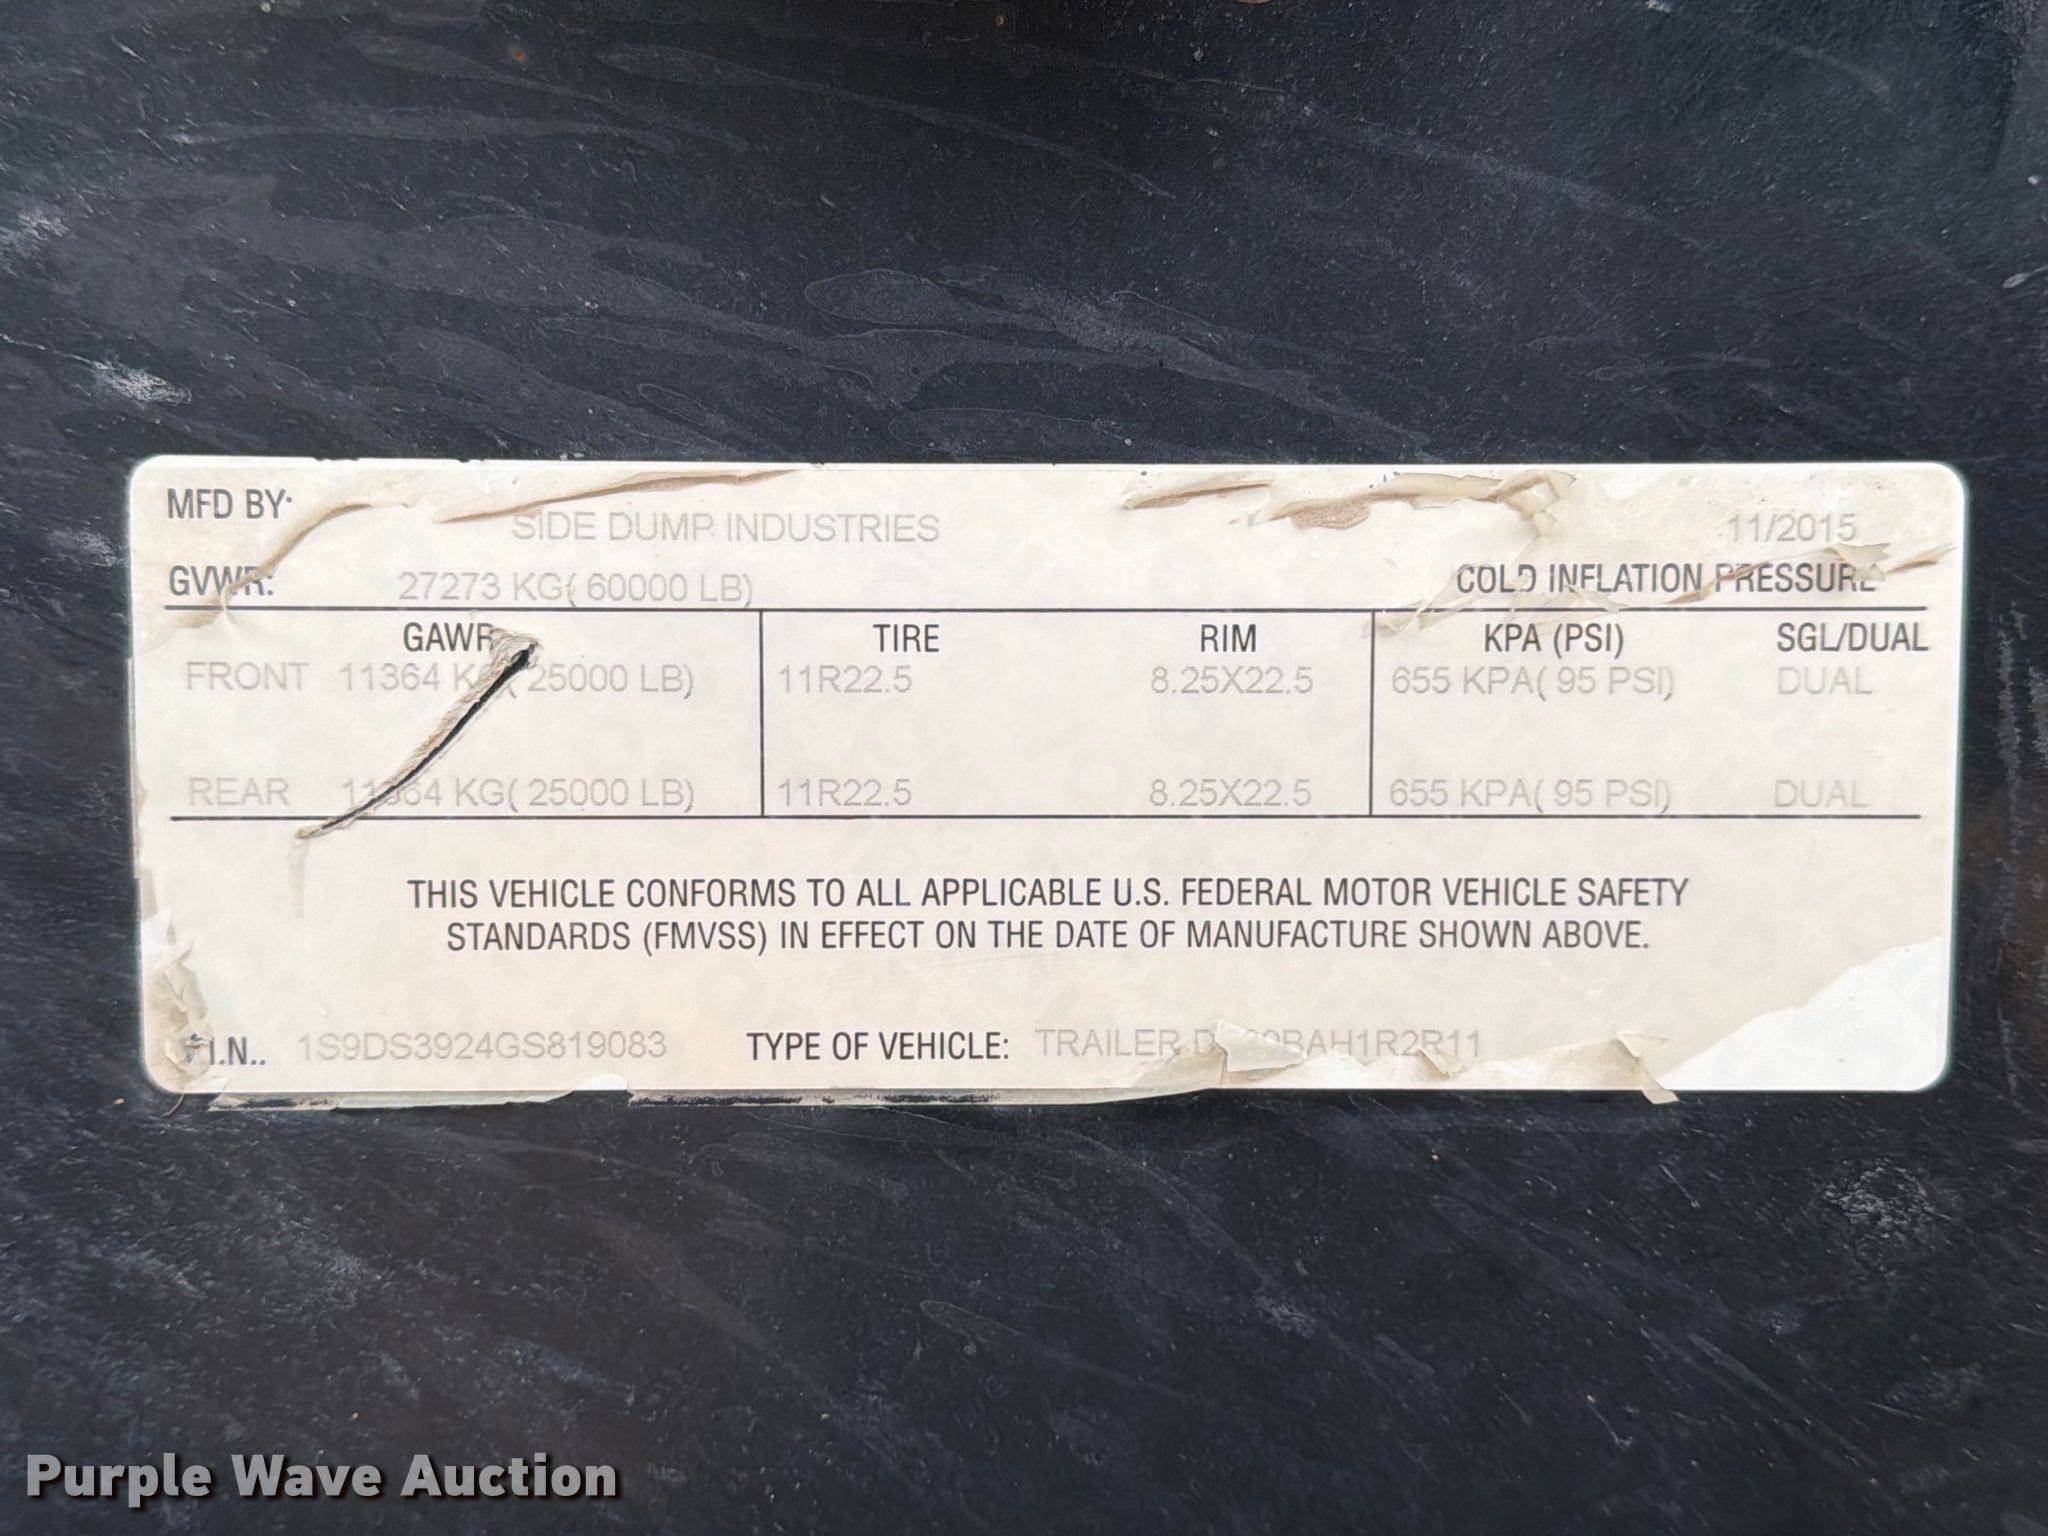 MFD BY: SIDE DUMP INDUSTRIES 11/2015
GVWR: 27273 KG( 60000 LB) COLD INFLATION PRESSURE
GAWR TIRE RIM KPA (PSI) SGL/DUAL
FRONT 11364 KG( 25000 LB) 11R22.5 8.25X22.5 655 KPA( 95 PSI) DUAL
REAR 11364 KG( 25000 LB) 11R22.5 8.25X22.5 655 KPA( 95 PSI) DUAL
THIS VEHICLE CONFORMS TO ALL APPLICABLE U.S. FEDERAL MOTOR VEHICLE SAFETY
STANDARDS (FMVSS) IN EFFECT ON THE DATE OF MANUFACTURE SHOWN ABOVE.
V.I.N.. 1S9DS3924GS819083 TYPE OF VEHICLE: TRAILER
Purple Wave Auction